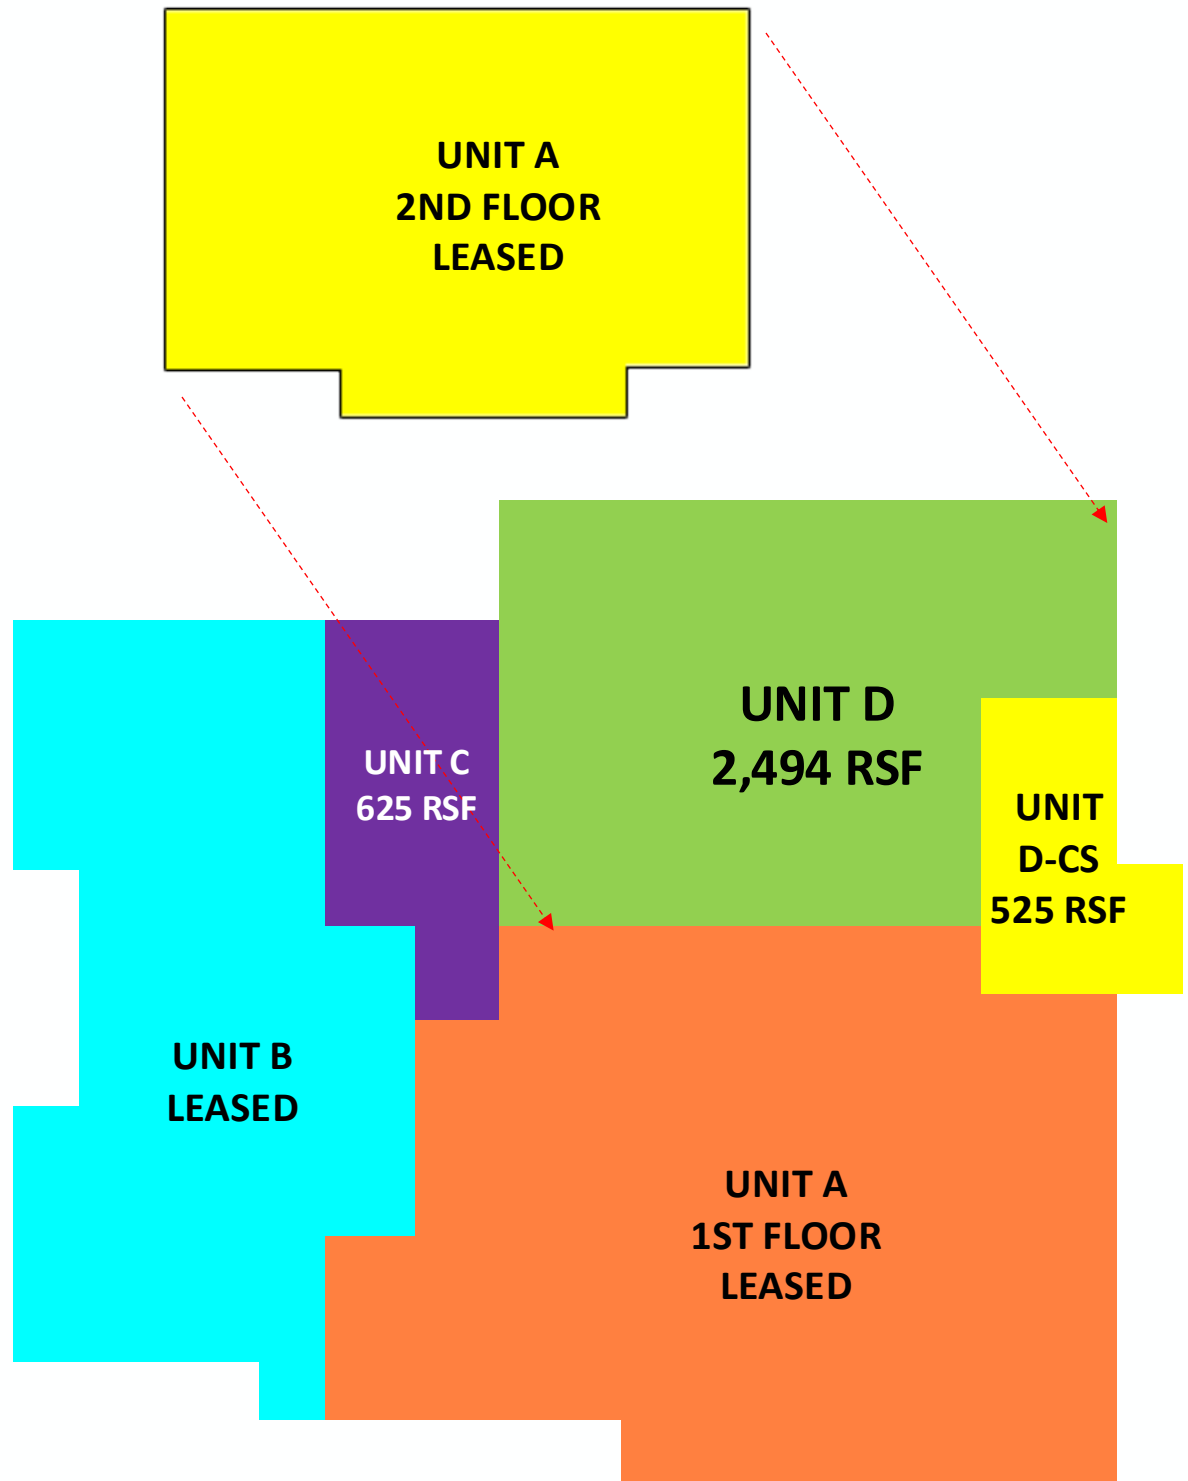 UNIT A
2ND FLOOR
LEASED
UNIT D
2,494 RSF
UNIT C
625 RSF
UNIT
D-CS
525 RSF
UNIT B
LEASED
UNIT A
1ST FLOOR
LEASED